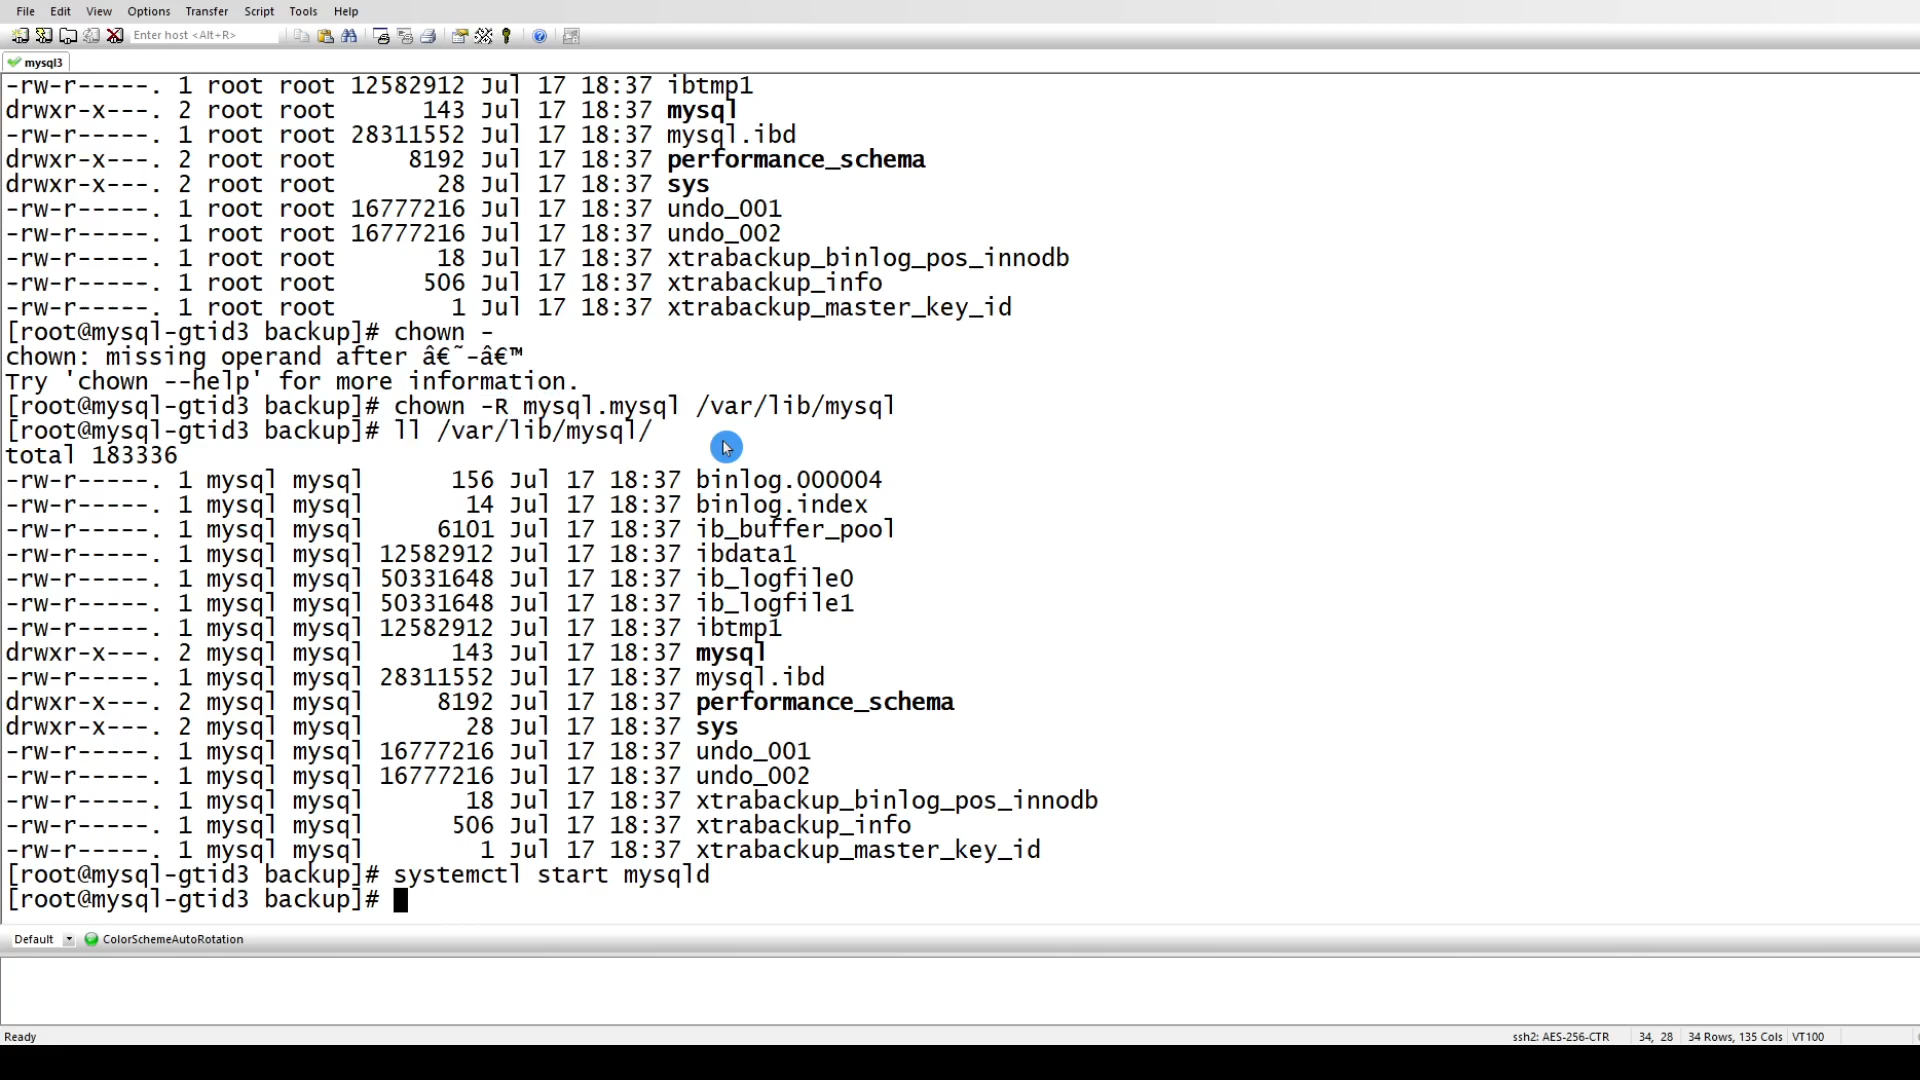 File Edit View Options Transfer Script Tools Help
Enter host <Alt+R>
mysql3
-rw-r-----. 1 root root 12582912 Jul 17 18:37 ibtmp1
drwxr-x---. 2 root root      143 Jul 17 18:37 mysql
-rw-r-----. 1 root root 28311552 Jul 17 18:37 mysql.ibd
drwxr-x---. 2 root root     8192 Jul 17 18:37 performance_schema
drwxr-x---. 2 root root       28 Jul 17 18:37 sys
-rw-r-----. 1 root root 16777216 Jul 17 18:37 undo_001
-rw-r-----. 1 root root 16777216 Jul 17 18:37 undo_002
-rw-r-----. 1 root root       18 Jul 17 18:37 xtrabackup_binlog_pos_innodb
-rw-r-----. 1 root root      506 Jul 17 18:37 xtrabackup_info
-rw-r-----. 1 root root        1 Jul 17 18:37 xtrabackup_master_key_id
[root@mysql-gtid3 backup]# chown -
chown: missing operand after â€˜-â€™
Try 'chown --help' for more information.
[root@mysql-gtid3 backup]# chown -R mysql.mysql /var/lib/mysql
[root@mysql-gtid3 backup]# ll /var/lib/mysql/
total 183336
-rw-r-----. 1 mysql mysql      156 Jul 17 18:37 binlog.000004
-rw-r-----. 1 mysql mysql       14 Jul 17 18:37 binlog.index
-rw-r-----. 1 mysql mysql     6101 Jul 17 18:37 ib_buffer_pool
-rw-r-----. 1 mysql mysql 12582912 Jul 17 18:37 ibdata1
-rw-r-----. 1 mysql mysql 50331648 Jul 17 18:37 ib_logfile0
-rw-r-----. 1 mysql mysql 50331648 Jul 17 18:37 ib_logfile1
-rw-r-----. 1 mysql mysql 12582912 Jul 17 18:37 ibtmp1
drwxr-x---. 2 mysql mysql      143 Jul 17 18:37 mysql
-rw-r-----. 1 mysql mysql 28311552 Jul 17 18:37 mysql.ibd
drwxr-x---. 2 mysql mysql     8192 Jul 17 18:37 performance_schema
drwxr-x---. 2 mysql mysql       28 Jul 17 18:37 sys
-rw-r-----. 1 mysql mysql 16777216 Jul 17 18:37 undo_001
-rw-r-----. 1 mysql mysql 16777216 Jul 17 18:37 undo_002
-rw-r-----. 1 mysql mysql       18 Jul 17 18:37 xtrabackup_binlog_pos_innodb
-rw-r-----. 1 mysql mysql      506 Jul 17 18:37 xtrabackup_info
-rw-r-----. 1 mysql mysql        1 Jul 17 18:37 xtrabackup_master_key_id
[root@mysql-gtid3 backup]# systemctl start mysqld
[root@mysql-gtid3 backup]#
Default ColorSchemeAutoRotation
Ready ssh2: AES-256-CTR 34, 28 34 Rows, 135 Cols VT100